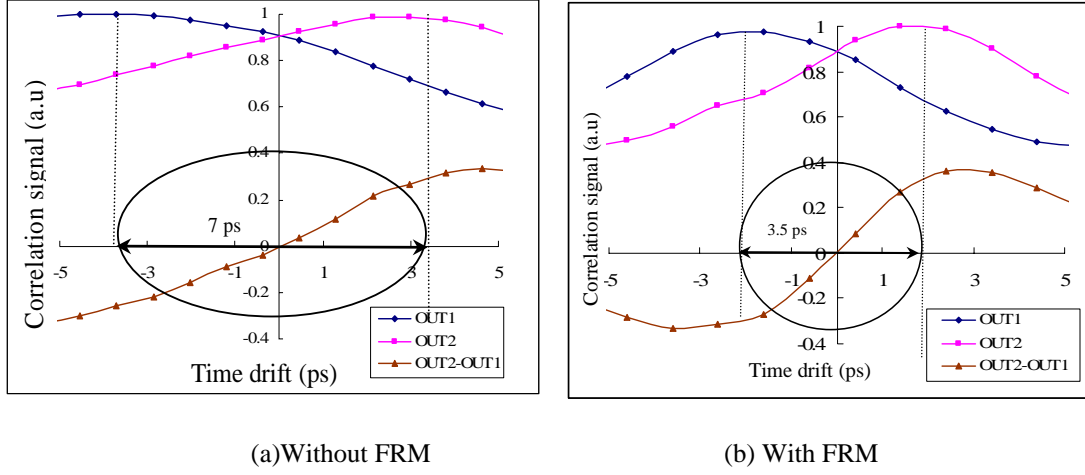 1
0.8
0.6
0.4
0.2
0
-0.2
-0.4
-5 -3 -1 1 3 5
7 ps
Correlation signal (a.u)
Time drift (ps)
OUT1
OUT2
OUT2-OUT1
(a)Without FRM
1
0.8
0.6
0.4
0.2
0
-0.2
-0.4
-5 -3 -1 1 3 5
3.5 ps
Correlation signal (a.u)
Time drift (ps)
OUT1
OUT2
OUT2-OUT1
(b) With FRM